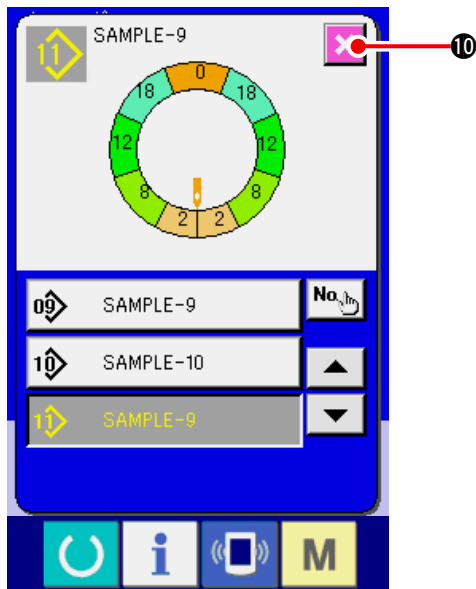 11 SAMPLE-9
❿
0
18 18
12 12
8 8
2 2
09 SAMPLE-9
No.
10 SAMPLE-10
11 SAMPLE-9
i M